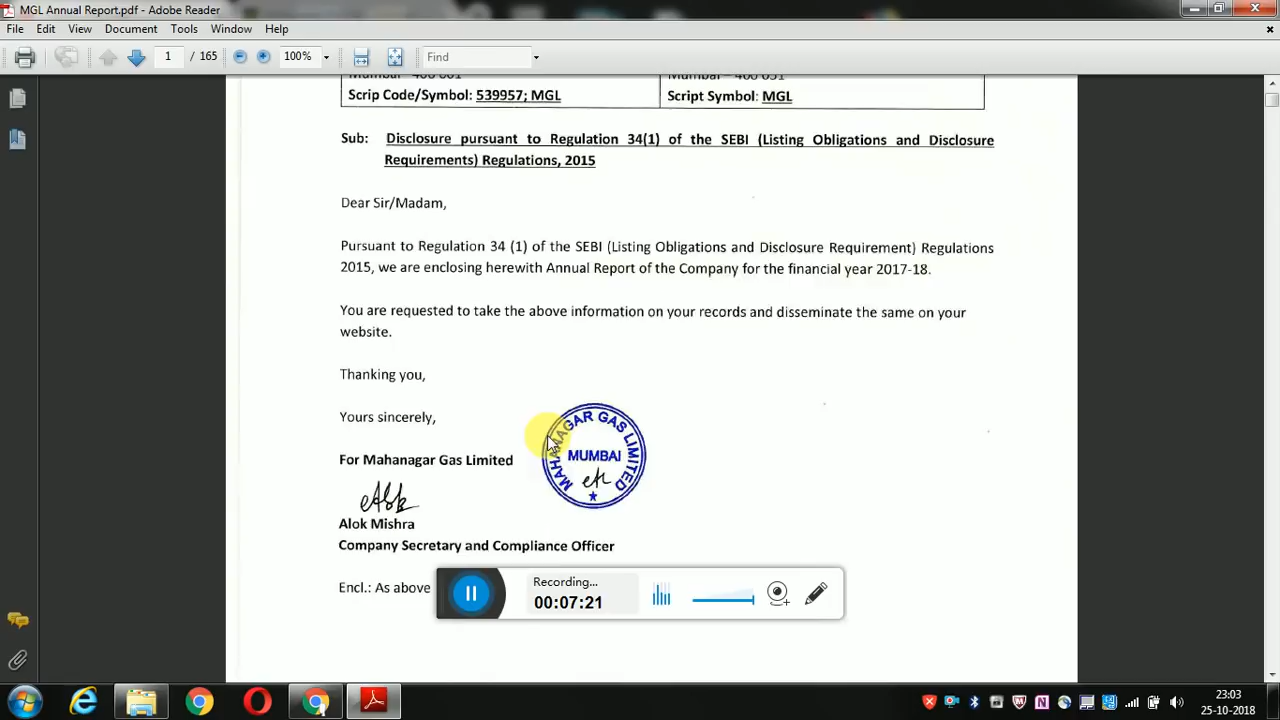 MGL Annual Report.pdf - Adobe Reader
File Edit View Document Tools Window Help
1 / 165 100% Find
Mumbai - 400 001 Mumbai – 400 051
Scrip Code/Symbol: 539957; MGL Script Symbol: MGL
Sub: Disclosure pursuant to Regulation 34(1) of the SEBI (Listing Obligations and Disclosure
Requirements) Regulations, 2015
Dear Sir/Madam,
Pursuant to Regulation 34 (1) of the SEBI (Listing Obligations and Disclosure Requirement) Regulations
2015, we are enclosing herewith Annual Report of the Company for the financial year 2017-18.
You are requested to take the above information on your records and disseminate the same on your
website.
Thanking you,
Yours sincerely,
MAHANAGAR GAS LIMITED
MUMBAI
For Mahanagar Gas Limited
Alok Mishra
Company Secretary and Compliance Officer
Encl.: As above
Recording...
00:07:21
23:03
25-10-2018